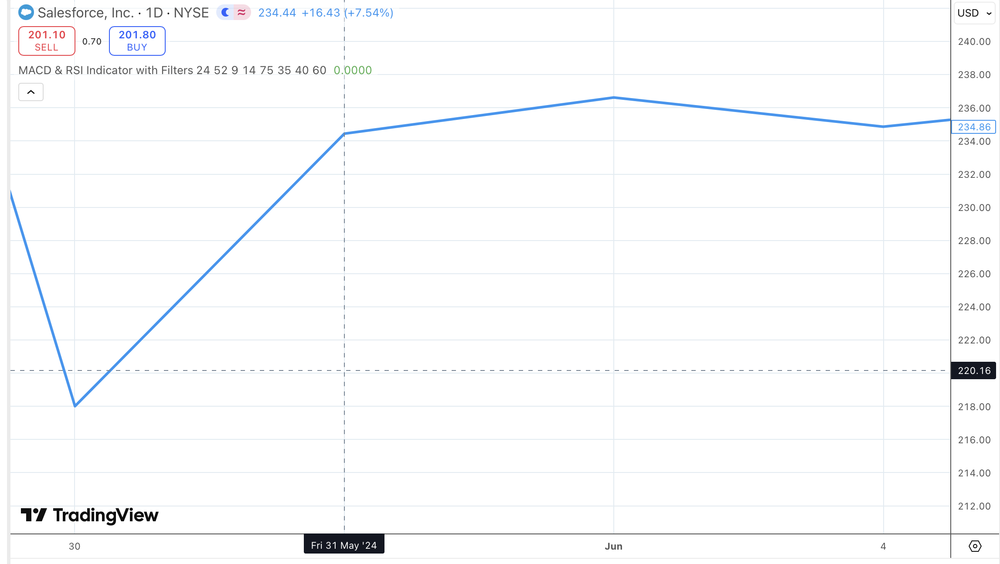 Salesforce, Inc. · 1D · NYSE ≈ 234.44 +16.43 (+7.54%)
USD
201.10
SELL
0.70
201.80
BUY
MACD & RSI Indicator with Filters 24 52 9 14 75 35 40 60 0.0000
240.00
238.00
236.00
234.86
234.00
232.00
230.00
228.00
226.00
224.00
222.00
220.16
218.00
216.00
214.00
212.00
TradingView
30
Fri 31 May '24
Jun
4